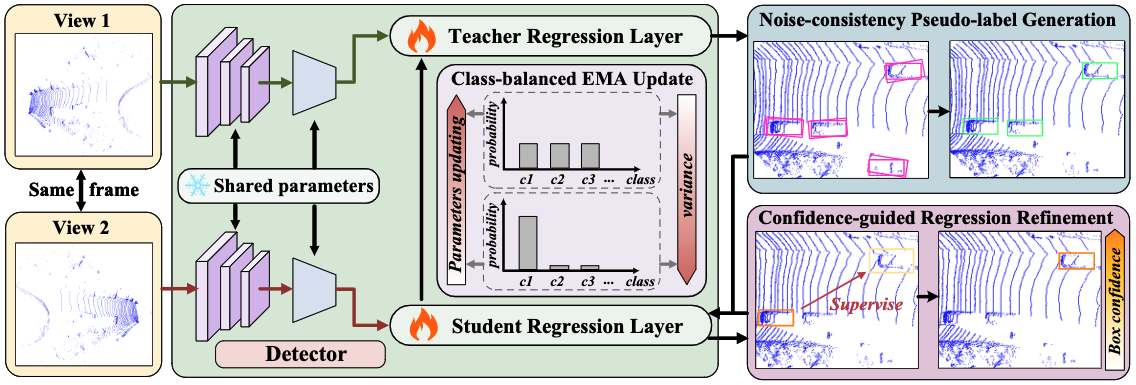 View 1
Same frame
View 2
Teacher Regression Layer
Class-balanced EMA Update
Parameters updating
probability
c1 c2 c3 ... class
probability
c1 c2 c3 ... class
variance
Shared parameters
Student Regression Layer
Detector
Noise-consistency Pseudo-label Generation
Confidence-guided Regression Refinement
Supervise
Box confidence